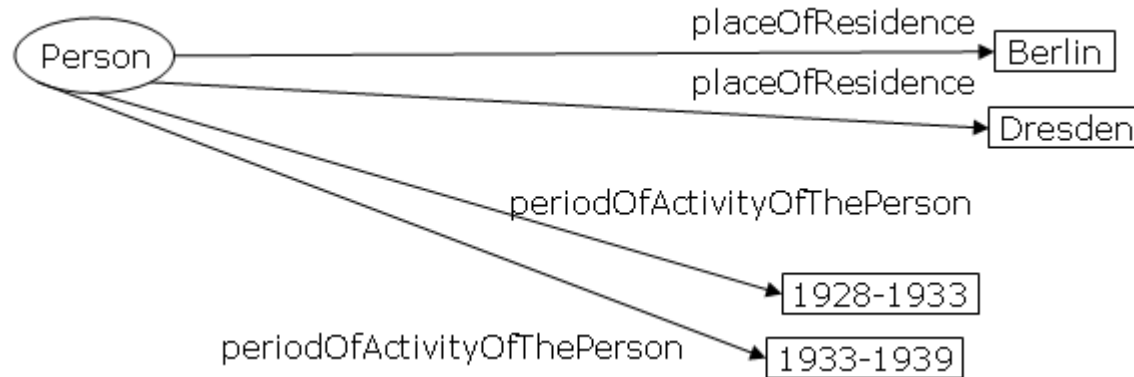 placeOfResidence
Person
Berlin
placeOfResidence
Dresden
periodOfActivityOfThePerson
1928-1933
periodOfActivityOfThePerson
1933-1939